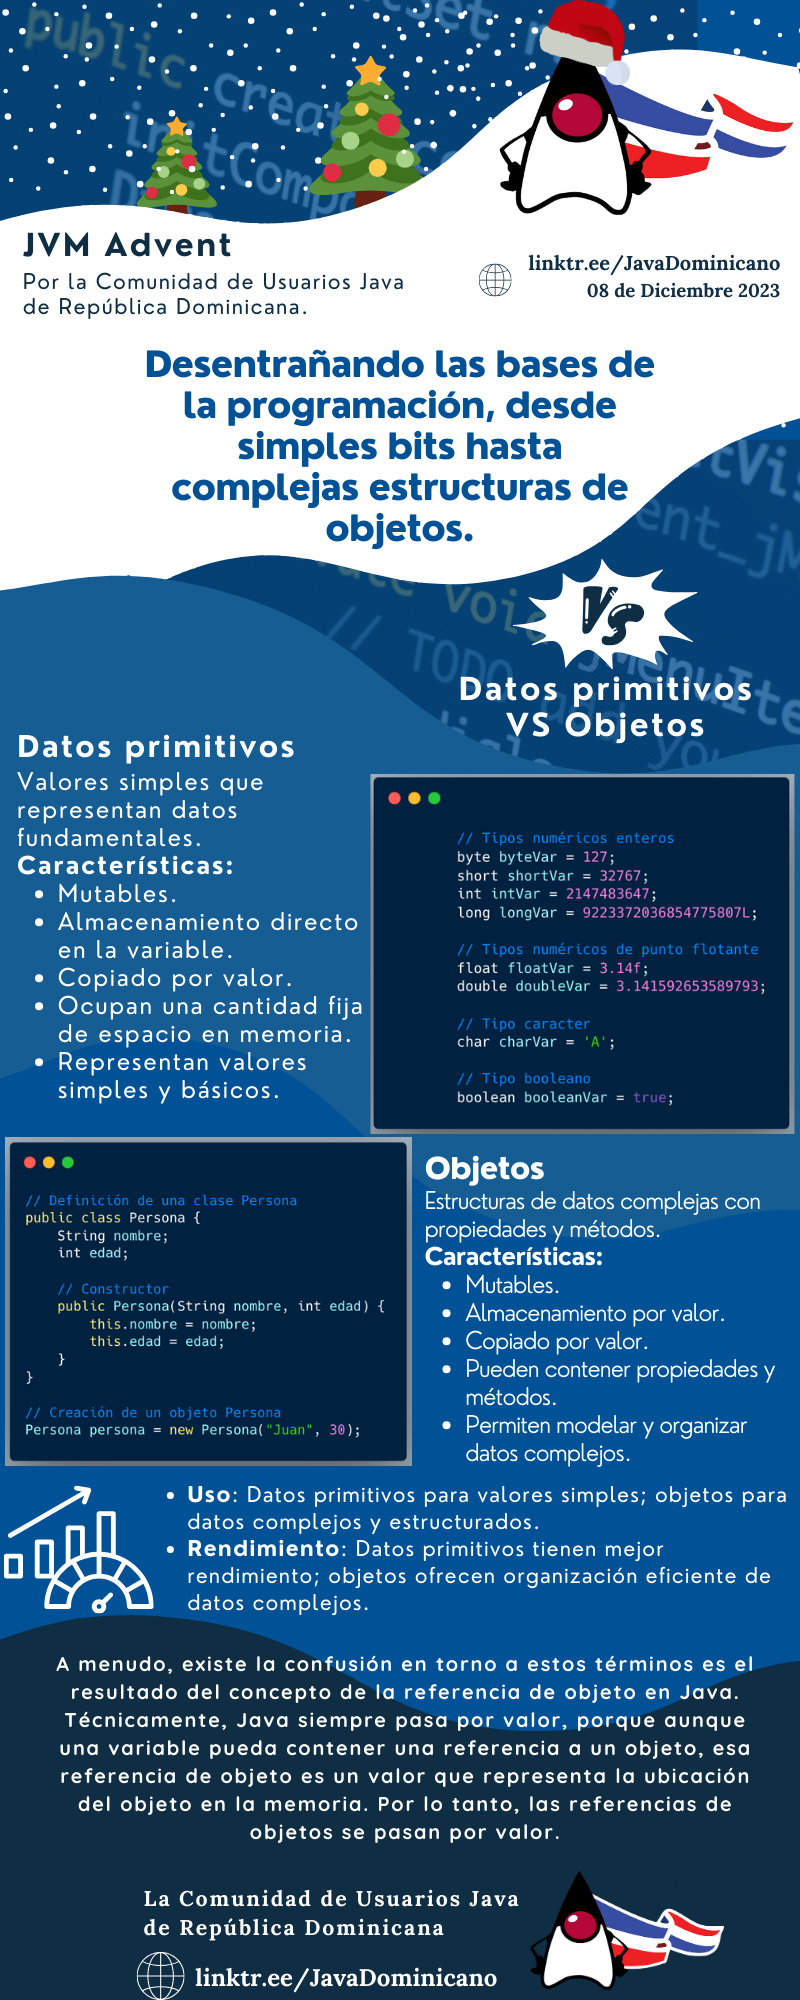 public
creat
initCompo
JVM Advent
Por la Comunidad de Usuarios Java
de República Dominicana.
linktr.ee/JavaDominicano
08 de Diciembre 2023
Desentrañando las bases de
la programación, desde
simples bits hasta
complejas estructuras de
objetos.
ent_jM
voi
// TODO add you
jMenuIte
VS
Datos primitivos
VS Objetos
Datos primitivos
Valores simples que
representan datos
fundamentales.
Características:
• Mutables.
• Almacenamiento directo
en la variable.
• Copiado por valor.
• Ocupan una cantidad fija
de espacio en memoria.
• Representan valores
simples y básicos.
// Tipos numéricos enteros
byte byteVar = 127;
short shortVar = 32767;
int intVar = 2147483647;
long longVar = 9223372036854775807L;
// Tipos numéricos de punto flotante
float floatVar = 3.14f;
double doubleVar = 3.141592653589793;
// Tipo caracter
char charVar = 'A';
// Tipo booleano
boolean booleanVar = true;
// Definición de una clase Persona
public class Persona {
String nombre;
int edad;
// Constructor
public Persona(String nombre, int edad) {
this.nombre = nombre;
this.edad = edad;
}
}
// Creación de un objeto Persona
Persona persona = new Persona("Juan", 30);
Objetos
Estructuras de datos complejas con
propiedades y métodos.
Características:
• Mutables.
• Almacenamiento por valor.
• Copiado por valor.
• Pueden contener propiedades y
métodos.
• Permiten modelar y organizar
datos complejos.
• Uso: Datos primitivos para valores simples; objetos para
datos complejos y estructurados.
• Rendimiento: Datos primitivos tienen mejor
rendimiento; objetos ofrecen organización eficiente de
datos complejos.
A menudo, existe la confusión en torno a estos términos es el
resultado del concepto de la referencia de objeto en Java.
Técnicamente, Java siempre pasa por valor, porque aunque
una variable pueda contener una referencia a un objeto, esa
referencia de objeto es un valor que representa la ubicación
del objeto en la memoria. Por lo tanto, las referencias de
objetos se pasan por valor.
La Comunidad de Usuarios Java
de República Dominicana
linktr.ee/JavaDominicano